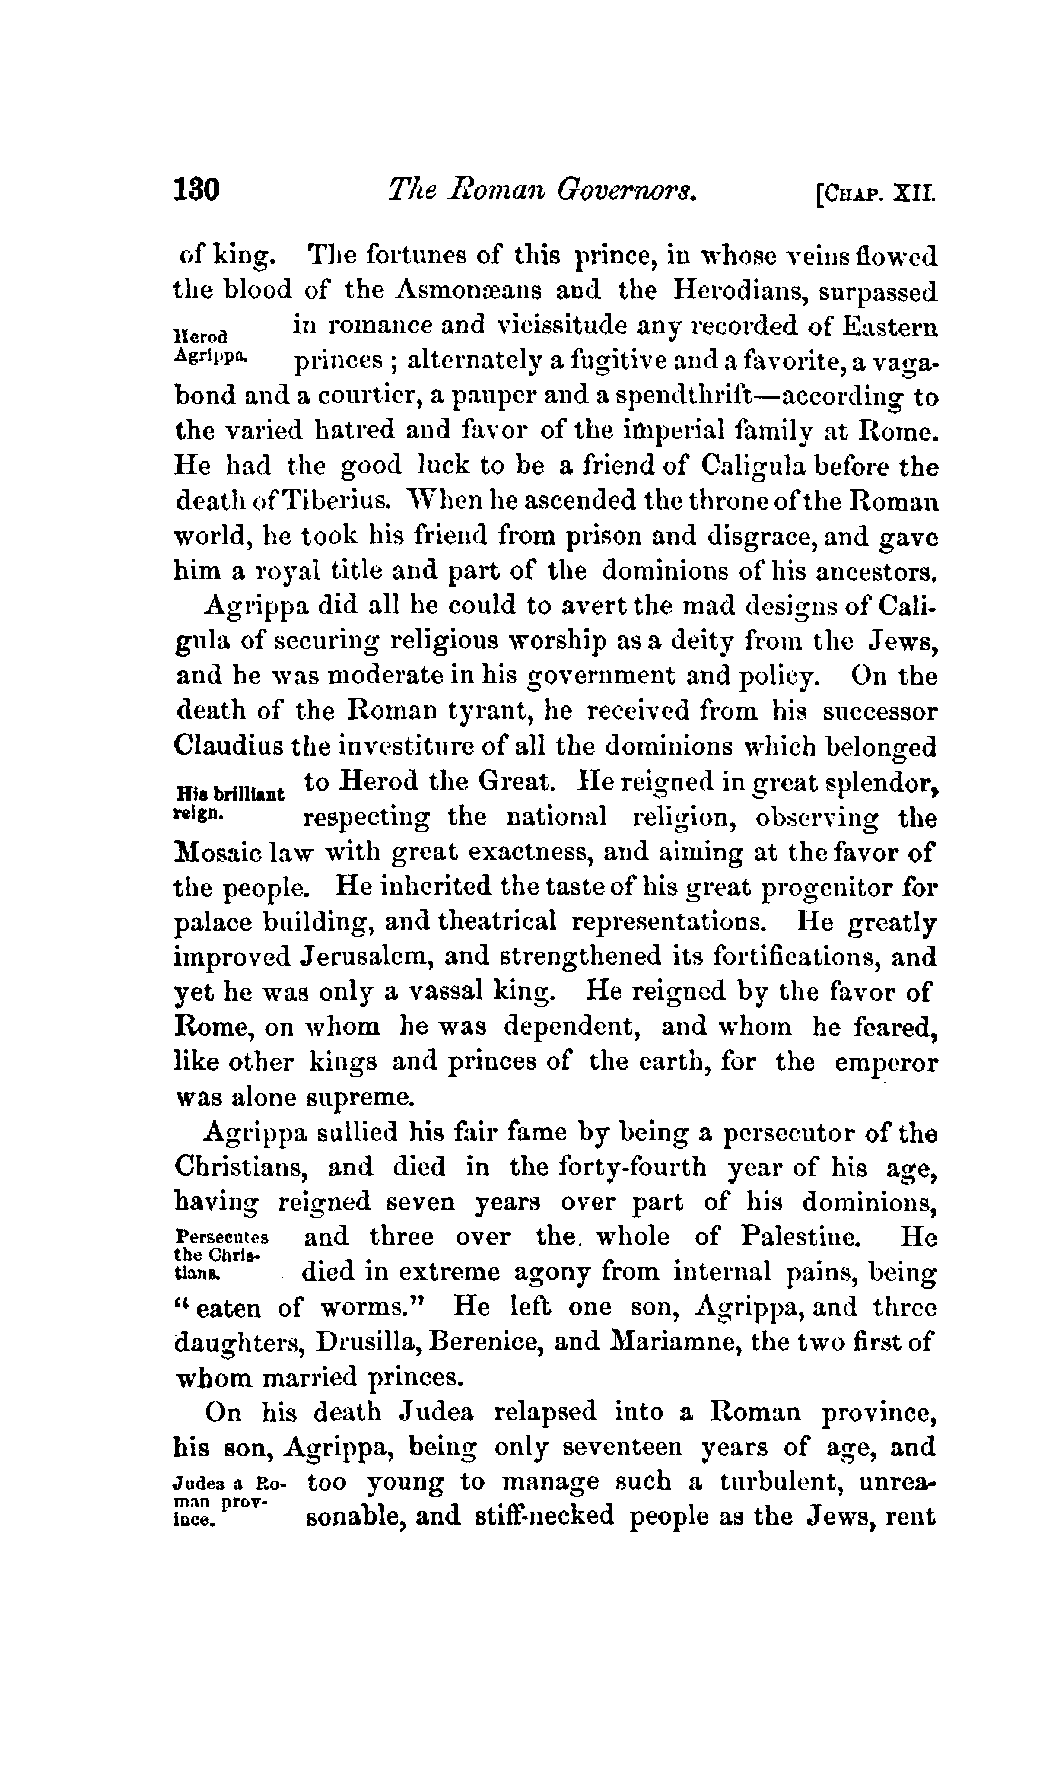 130 The Roman Governors. [CHAP. XII.
of king. The fortunes of this prince, in whose veins flowed
the blood of the Asmonæans and the Herodians, surpassed
Herod in romance and vicissitude any recorded of Eastern
Agrippa. princes ; alternately a fugitive and a favorite, a vaga-
bond and a courtier, a pauper and a spendthrift—according to
the varied hatred and favor of the imperial family at Rome.
He had the good luck to be a friend of Caligula before the
death of Tiberius. When he ascended the throne of the Roman
world, he took his friend from prison and disgrace, and gave
him a royal title and part of the dominions of his ancestors.
Agrippa did all he could to avert the mad designs of Cali-
gula of securing religious worship as a deity from the Jews,
and he was moderate in his government and policy. On the
death of the Roman tyrant, he received from his successor
Claudius the investiture of all the dominions which belonged
His brilliant to Herod the Great. He reigned in great splendor,
reign. respecting the national religion, observing the
Mosaic law with great exactness, and aiming at the favor of
the people. He inherited the taste of his great progenitor for
palace building, and theatrical representations. He greatly
improved Jerusalem, and strengthened its fortifications, and
yet he was only a vassal king. He reigned by the favor of
Rome, on whom he was dependent, and whom he feared,
like other kings and princes of the earth, for the emperor
was alone supreme.
Agrippa sullied his fair fame by being a persecutor of the
Christians, and died in the forty-fourth year of his age,
having reigned seven years over part of his dominions,
Persecutes and three over the whole of Palestine. He
the Chris-
tians. died in extreme agony from internal pains, being
“eaten of worms.” He left one son, Agrippa, and three
daughters, Drusilla, Berenice, and Mariamne, the two first of
whom married princes.
On his death Judea relapsed into a Roman province,
his son, Agrippa, being only seventeen years of age, and
Judea a Ro- too young to manage such a turbulent, unrea-
man prov-
ince. sonable, and stiff-necked people as the Jews, rent